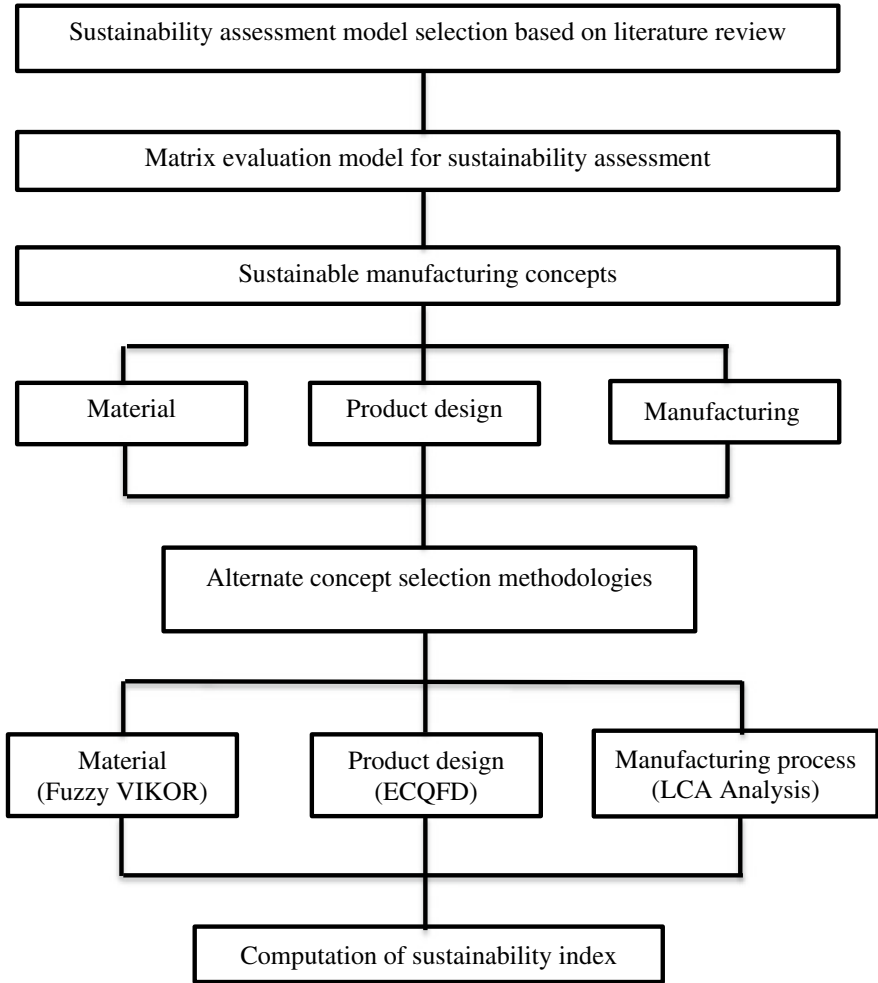 Sustainability assessment model selection based on literature review
Matrix evaluation model for sustainability assessment
Sustainable manufacturing concepts
Material
Product design
Manufacturing
Alternate concept selection methodologies
Material
(Fuzzy VIKOR)
Product design
(ECQFD)
Manufacturing process
(LCA Analysis)
Computation of sustainability index